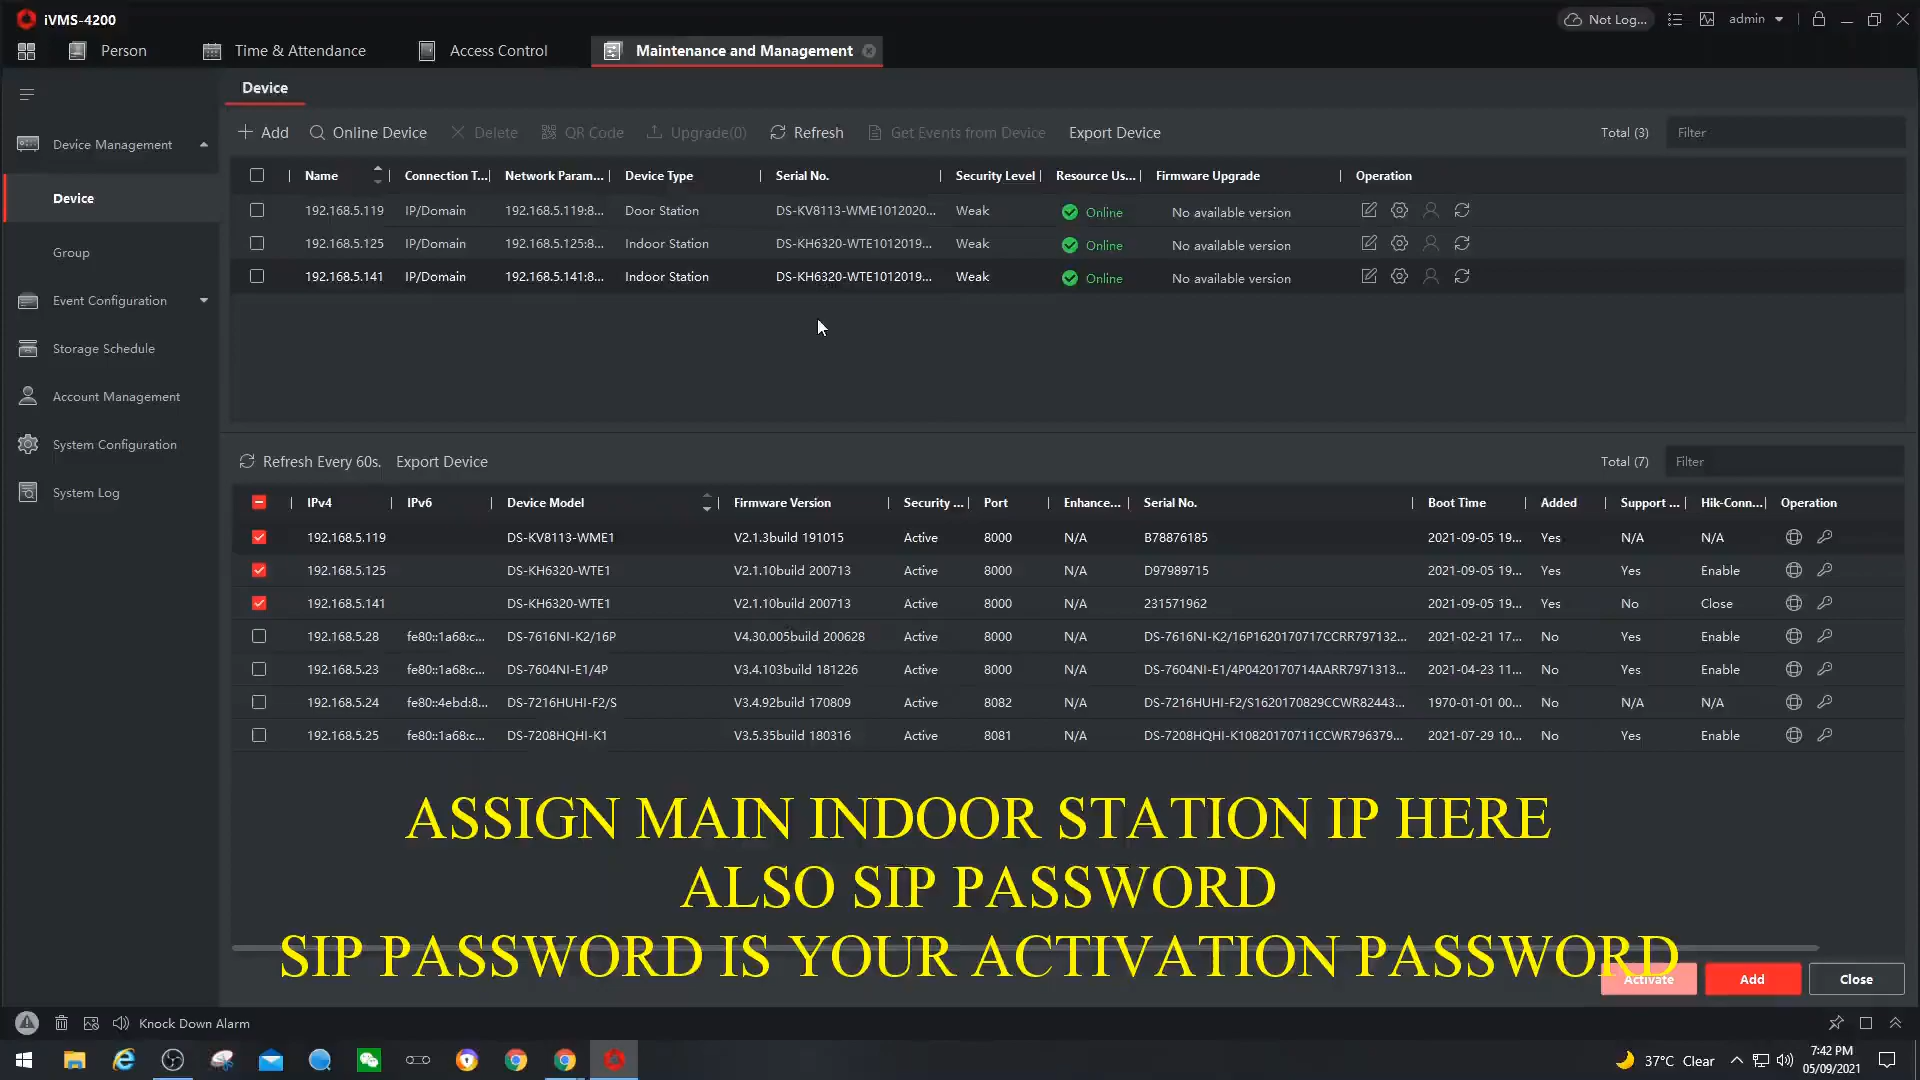 iVMS-4200
Not Log...
admin
Person
Time & Attendance
Access Control
Maintenance and Management
Device
Device Management
Device
Group
Event Configuration
Storage Schedule
Account Management
System Configuration
System Log
Add Online Device Delete QR Code Upgrade(0) Refresh Get Events from Device Export Device Total (3) Filter
Name Connection T... Network Param... Device Type Serial No. Security Level Resource Us... Firmware Upgrade Operation
192.168.5.119 IP/Domain 192.168.5.119:8... Door Station DS-KV8113-WME1012020... Weak Online No available version
192.168.5.125 IP/Domain 192.168.5.125:8... Indoor Station DS-KH6320-WTE1012019... Weak Online No available version
192.168.5.141 IP/Domain 192.168.5.141:8... Indoor Station DS-KH6320-WTE1012019... Weak Online No available version
Refresh Every 60s. Export Device Total (7) Filter
IPv4 IPv6 Device Model Firmware Version Security ... Port Enhance... Serial No. Boot Time Added Support ... Hik-Conn... Operation
192.168.5.119 DS-KV8113-WME1 V2.1.3build 191015 Active 8000 N/A B78876185 2021-09-05 19... Yes N/A N/A
192.168.5.125 DS-KH6320-WTE1 V2.1.10build 200713 Active 8000 N/A D97989715 2021-09-05 19... Yes Yes Enable
192.168.5.141 DS-KH6320-WTE1 V2.1.10build 200713 Active 8000 N/A 231571962 2021-09-05 19... Yes No Close
192.168.5.28 fe80::1a68:c... DS-7616NI-K2/16P V4.30.005build 200628 Active 8000 N/A DS-7616NI-K2/16P1620170717CCRR797132... 2021-02-21 17... No Yes Enable
192.168.5.23 fe80::1a68:c... DS-7604NI-E1/4P V3.4.103build 181226 Active 8000 N/A DS-7604NI-E1/4P0420170714AARR7971313... 2021-04-23 11... No Yes Enable
192.168.5.24 fe80::4ebd:8... DS-7216HUHI-F2/S V3.4.92build 170809 Active 8082 N/A DS-7216HUHI-F2/S1620170829CCWR82443... 1970-01-01 00... No N/A N/A
192.168.5.25 fe80::1a68:c... DS-7208HQHI-K1 V3.5.35build 180316 Active 8081 N/A DS-7208HQHI-K10820170711CCWR796379... 2021-07-29 10... No Yes Enable
ASSIGN MAIN INDOOR STATION IP HERE
ALSO SIP PASSWORD
SIP PASSWORD IS YOUR ACTIVATION PASSWORD
Activate Add Close
Knock Down Alarm
37°C Clear
7:42 PM
05/09/2021